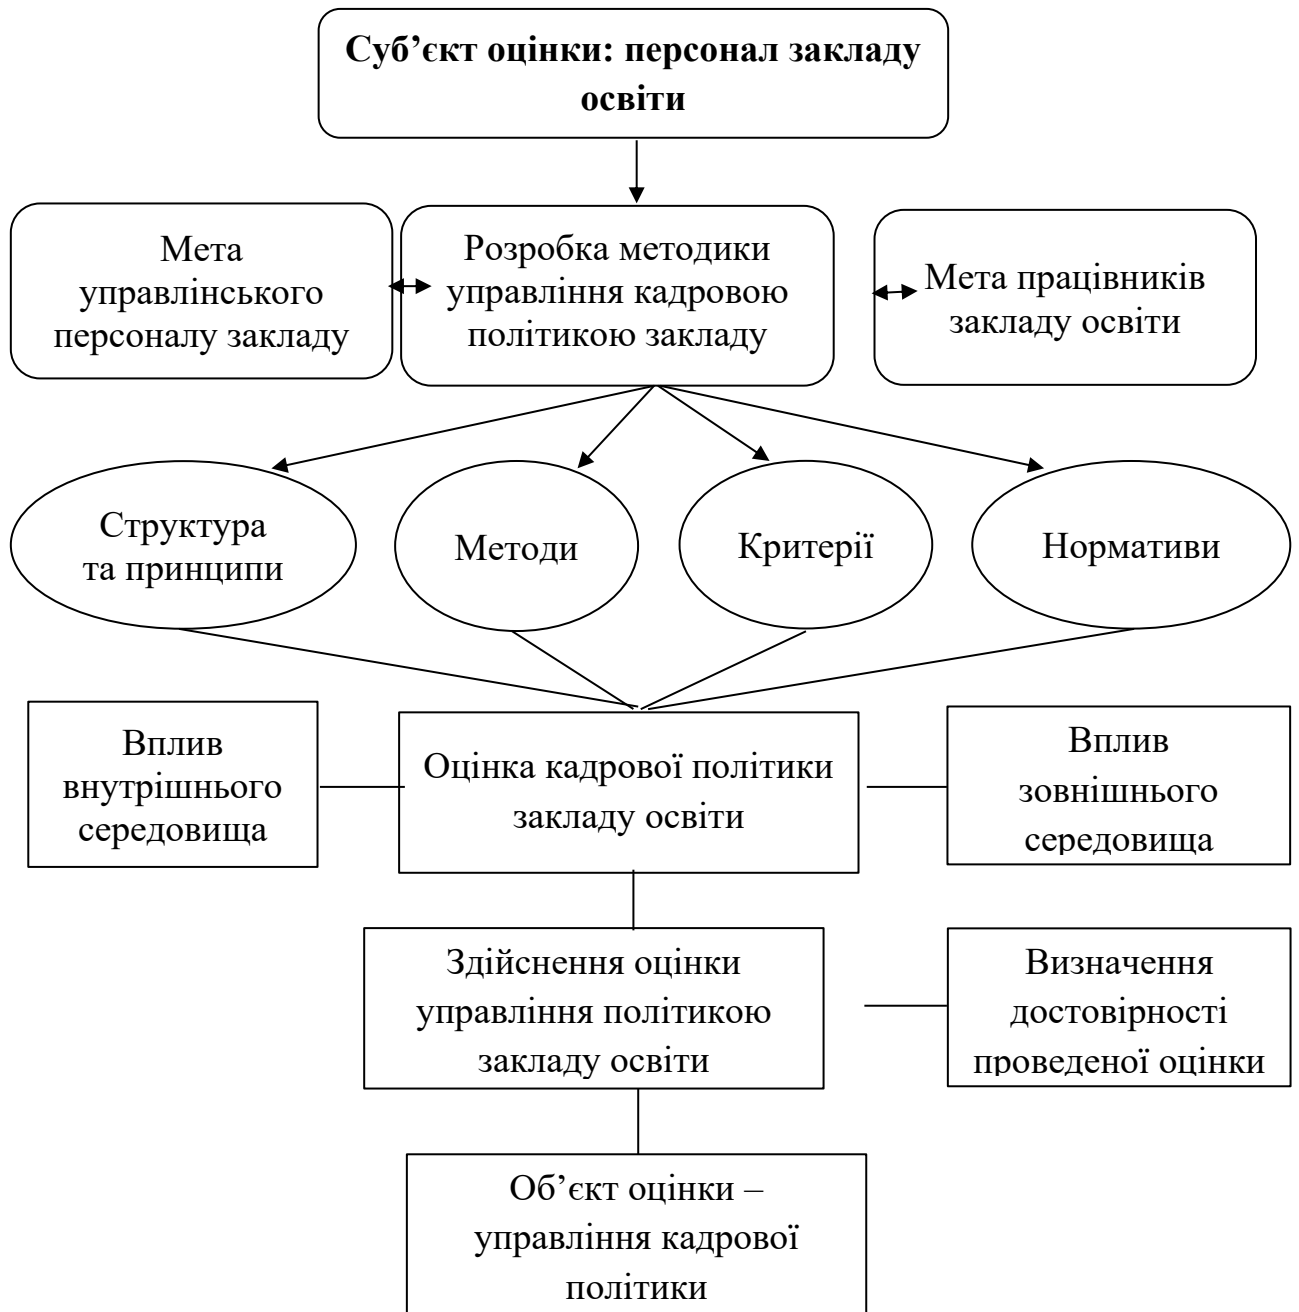 Суб’єкт оцінки: персонал закладу
освіти
Мета
управлінського
персоналу закладу
Розробка методики
управління кадровою
політикою закладу
Мета працівників
закладу освіти
Структура
та принципи
Методи
Критерії
Нормативи
Вплив
внутрішнього
середовища
Оцінка кадрової політики
закладу освіти
Вплив
зовнішнього
середовища
Здійснення оцінки
управління політикою
закладу освіти
Визначення
достовірності
проведеної оцінки
Об’єкт оцінки –
управління кадрової
політики